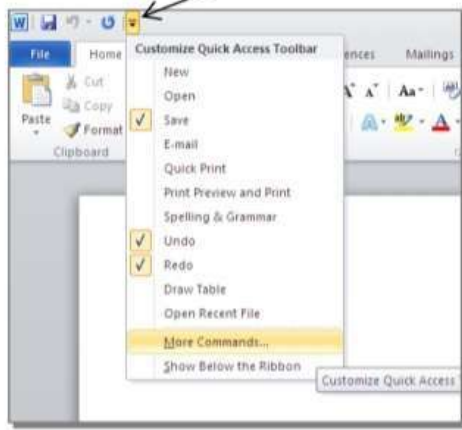 W
File
Home
ences
Mailings
Cut
Copy
Paste
Format
Clipboard
Aa
Customize Quick Access Toolbar
New
Open
Save
E-mail
Quick Print
Print Preview and Print
Spelling & Grammar
Undo
Redo
Draw Table
Open Recent File
More Commands...
Show Below the Ribbon
Customize Quick Access